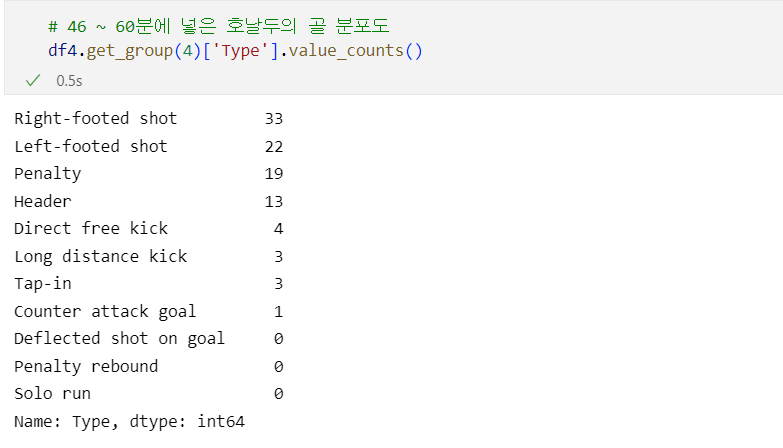 # 46 ~ 60분에 넣은 호날두의 골 분포도
df4.get_group(4)['Type'].value_counts()
✓ 0.5s
Right-footed shot 33
Left-footed shot 22
Penalty 19
Header 13
Direct free kick 4
Long distance kick 3
Tap-in 3
Counter attack goal 1
Deflected shot on goal 0
Penalty rebound 0
Solo run 0
Name: Type, dtype: int64